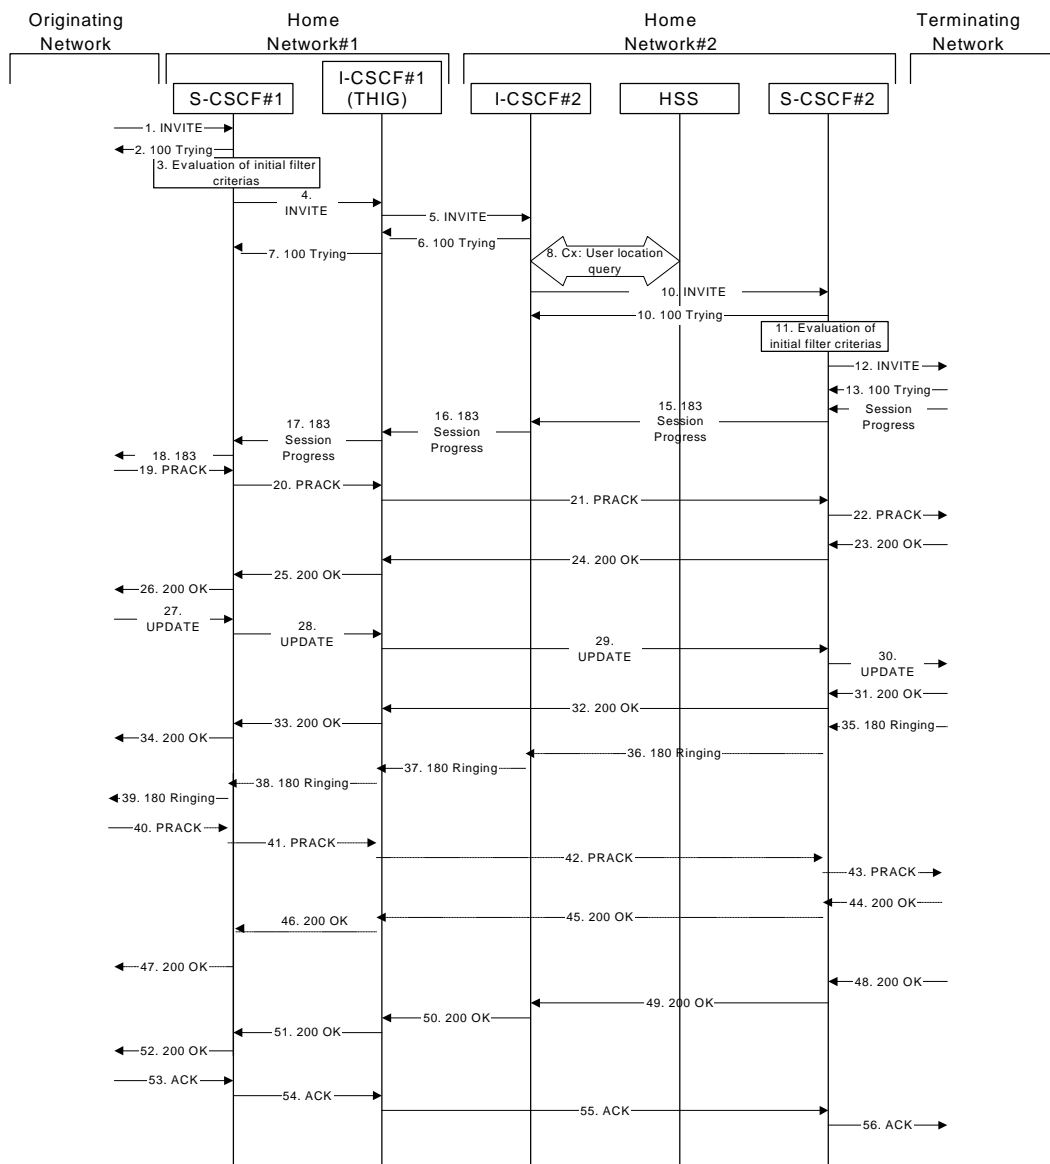 Originating
Network
Home
Network#1
Home
Network#2
Terminating
Network
S-CSCF#1
I-CSCF#1
(THIG)
I-CSCF#2
HSS
S-CSCF#2
1. INVITE
2. 100 Trying
3. Evaluation of initial filter
criterias
4.
INVITE
5. INVITE
6. 100 Trying
7. 100 Trying
8. Cx: User location
query
10. INVITE
10. 100 Trying
11. Evaluation of
initial filter criterias
12. INVITE
13. 100 Trying
Session
Progress
15. 183
Session
Progress
16. 183
Session
Progress
17. 183
Session
Progress
18. 183
19. PRACK
20. PRACK
21. PRACK
22. PRACK
23. 200 OK
24. 200 OK
25. 200 OK
26. 200 OK
27.
UPDATE
28.
UPDATE
29.
UPDATE
30.
UPDATE
31. 200 OK
32. 200 OK
33. 200 OK
34. 200 OK
35. 180 Ringing
36. 180 Ringing
37. 180 Ringing
38. 180 Ringing
39. 180 Ringing
40. PRACK
41. PRACK
42. PRACK
43. PRACK
44. 200 OK
45. 200 OK
46. 200 OK
47. 200 OK
48. 200 OK
49. 200 OK
50. 200 OK
51. 200 OK
52. 200 OK
53. ACK
54. ACK
55. ACK
56. ACK